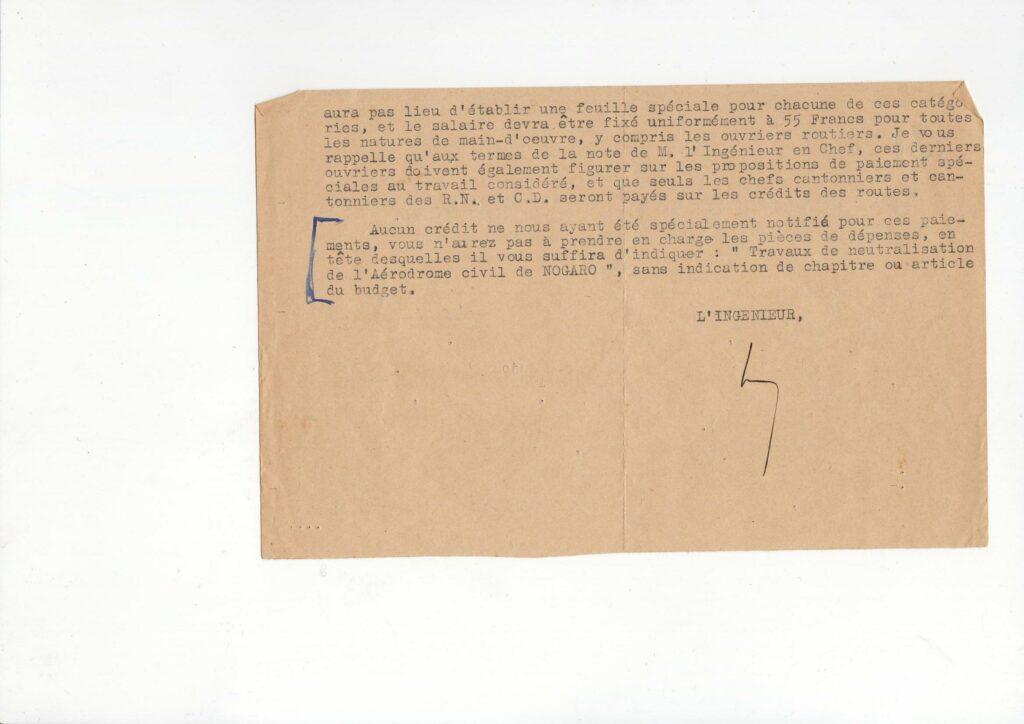 aura pas lieu d'établir une feuille spéciale pour chacune de ces catégo
ries, et le salaire devra être fixé uniformément à 55 Francs pour toutes
les natures de main-d'oeuvre, y compris les ouvriers routiers. Je vous
rappelle qu'aux termes de la note de M. l'Ingénieur en Chef, ces derniers
ouvriers doivent également figurer sur les propositions de paiement spé-
ciales au travail considéré, et que seuls les chefs cantonniers et can-
tonniers des R.N. et C.D. seront payés sur les crédits des routes.
Aucun crédit ne nous ayant été spécialement notifié pour ces paie-
ments, vous n'aurez pas à prendre en charge les pièces de dépenses, en
tête desquelles il vous suffira d'indiquer : " Travaux de neutralisation
de l'Aérodrome civil de NOGARO ", sans indication de chapitre ou article
du budget.
L'INGENIEUR,